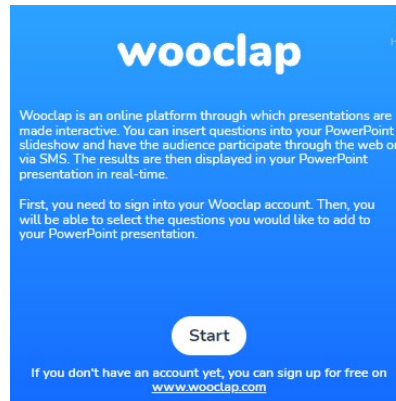 wooclap
Wooclap is an online platform through which presentations are
made interactive. You can insert questions into your PowerPoint
slideshow and have the audience participate through the web or
via SMS. The results are then displayed in your PowerPoint
presentation in real-time.
First, you need to sign into your Wooclap account. Then, you
will be able to select the questions you would like to add to
your PowerPoint presentation.
Start
If you don't have an account yet, you can sign up for free on
www.wooclap.com